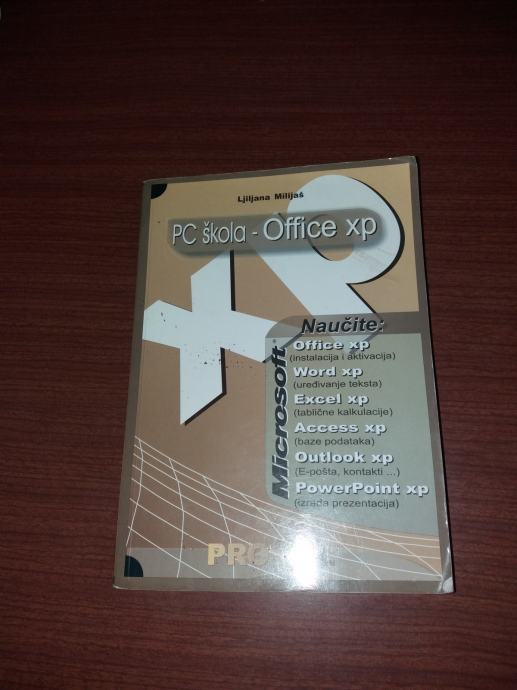 Ljiljana Milijaš
PC škola - Office xp
xp
Microsoft
Naučite:
Office xp
(instalacija i aktivacija)
Word xp
(uređivanje teksta)
Excel xp
(tablične kalkulacije)
Access xp
(baze podataka)
Outlook xp
(E-pošta, kontakti ...)
PowerPoint xp
(izrada prezentacija)